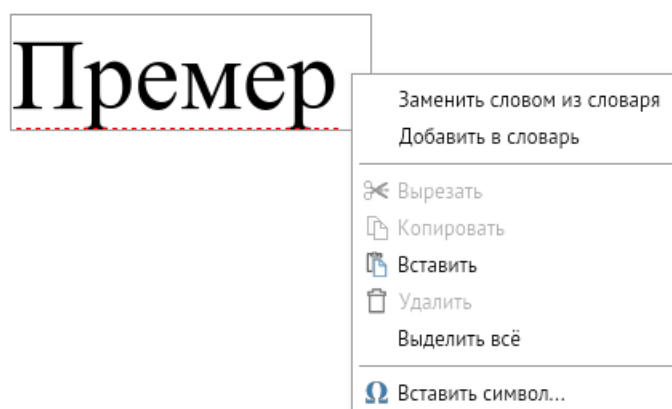 Премер
Заменить словом из словаря
Добавить в словарь
Вырезать
Копировать
Вставить
Удалить
Выделить всё
Вставить символ...